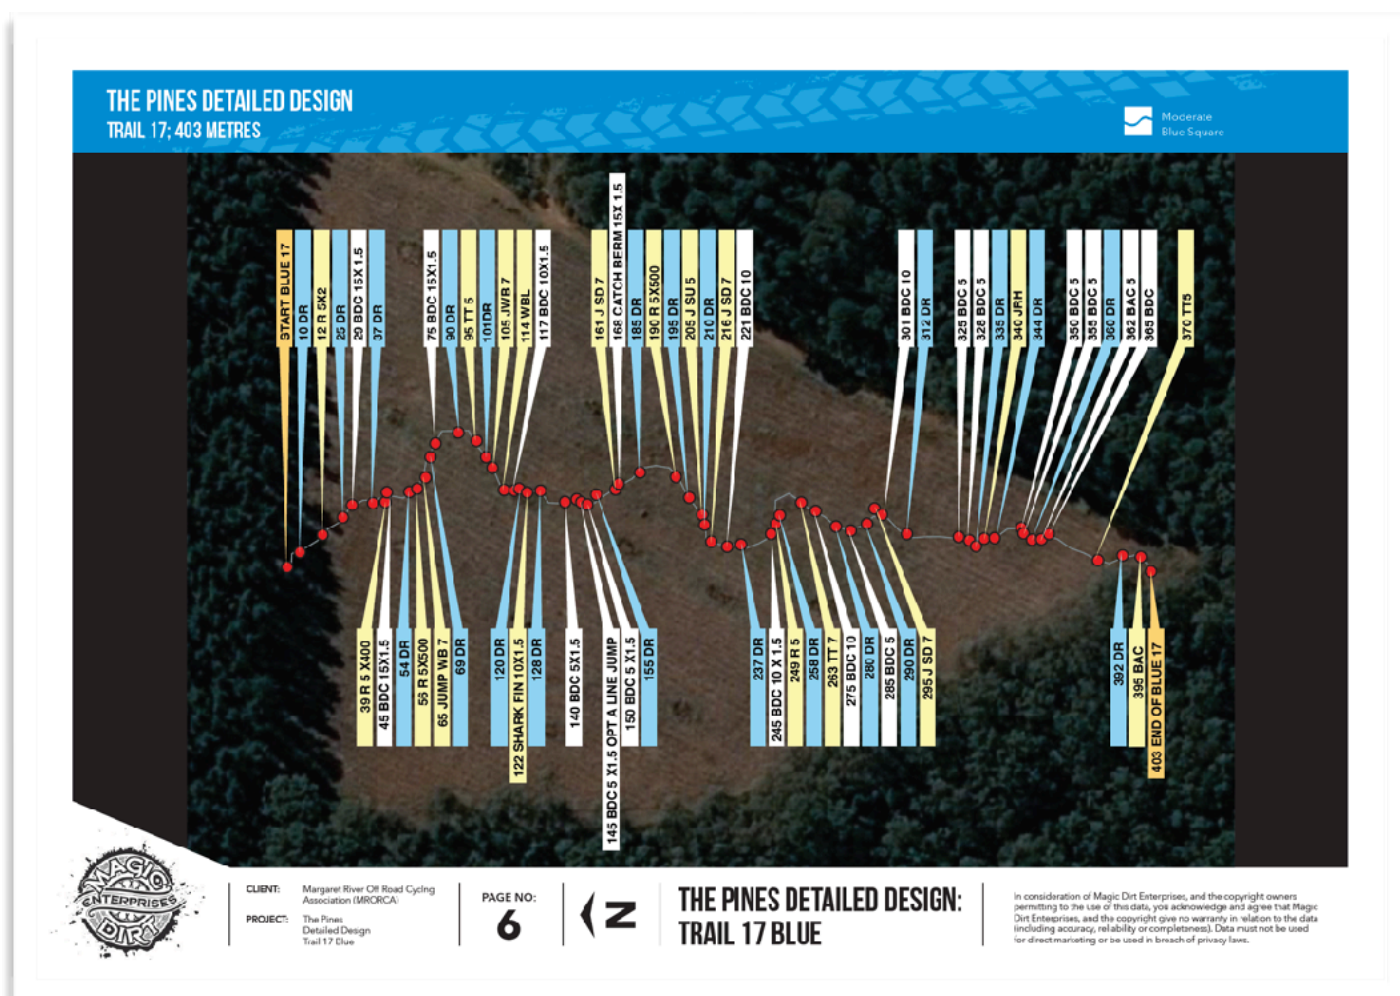 THE PINES DETAILED DESIGN
TRAIL 17; 403 METRES
Moderate
Blue Square
START BLUE 17
10 DR
12 R 5K2
25 DR
29 BDC 15X 1.5
37 DR
75 BDC 15X1.5
90 DR
95 TT 5
101DR
105 JWR 7
114 WBL
117 BDC 10X1.5
161 J SD 7
168 CATCH BERM 15X 1.5
185 DR
190 R 5X500
195 DR
205 J SU 5
210 DR
216 J SD 7
221 BDC 10
301 BDC 10
312 DR
325 BDC 5
328 BDC 5
335 DR
340 JRH
344 DR
350 BDC 5
355 BDC 5
360 DR
362 BAC 5
365 BDC
370 TT5
39 R 5 X400
45 BDC 15X1.5
54 DR
56 R 5X500
65 JUMP WB 7
69 DR
120 DR
122 SHARK FIN 10X1.5
128 DR
140 BDC 5X1.5
145 BDC 5 X1.5 OPT A LINE JUMP
150 BDC 5 X1.5
155 DR
237 DR
245 BDC 10 X 1.5
249 R 5
258 DR
263 TT 7
275 BDC 10
280 DR
285 BDC 5
290 DR
295 J SD 7
392 DR
395 BAC
403 END OF BLUE 17
MAGIC
ENTERPRISES
DIRT
CLIENT:
Margaret River Off Road Cycling
Association (MRORCA)
PROJECT:
The Pines
Detailed Design
Trail 17 Blue
PAGE NO:
6
N
THE PINES DETAILED DESIGN:
TRAIL 17 BLUE
In consideration of Magic Dirt Enterprises, and the copyright owners
permitting to the use of this data, you acknowledge and agree that Magic
Dirt Enterprises, and the copyright give no warranty in relation to the data
(including accuracy, reliability or completeness). Data must not be used
for direct marketing or be used in breach of privacy laws.